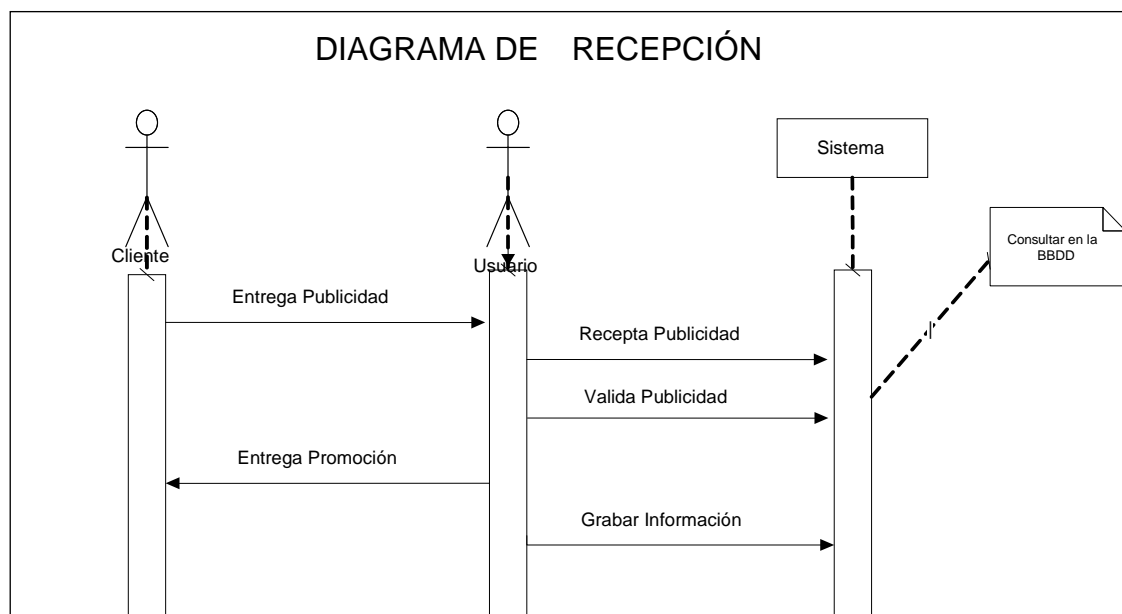 DIAGRAMA DE RECEPCIÓN
Sistema
Consultar en la
BBDD
Cliente
Usuario
Entrega Publicidad
Recepta Publicidad
Valida Publicidad
Entrega Promoción
Grabar Información